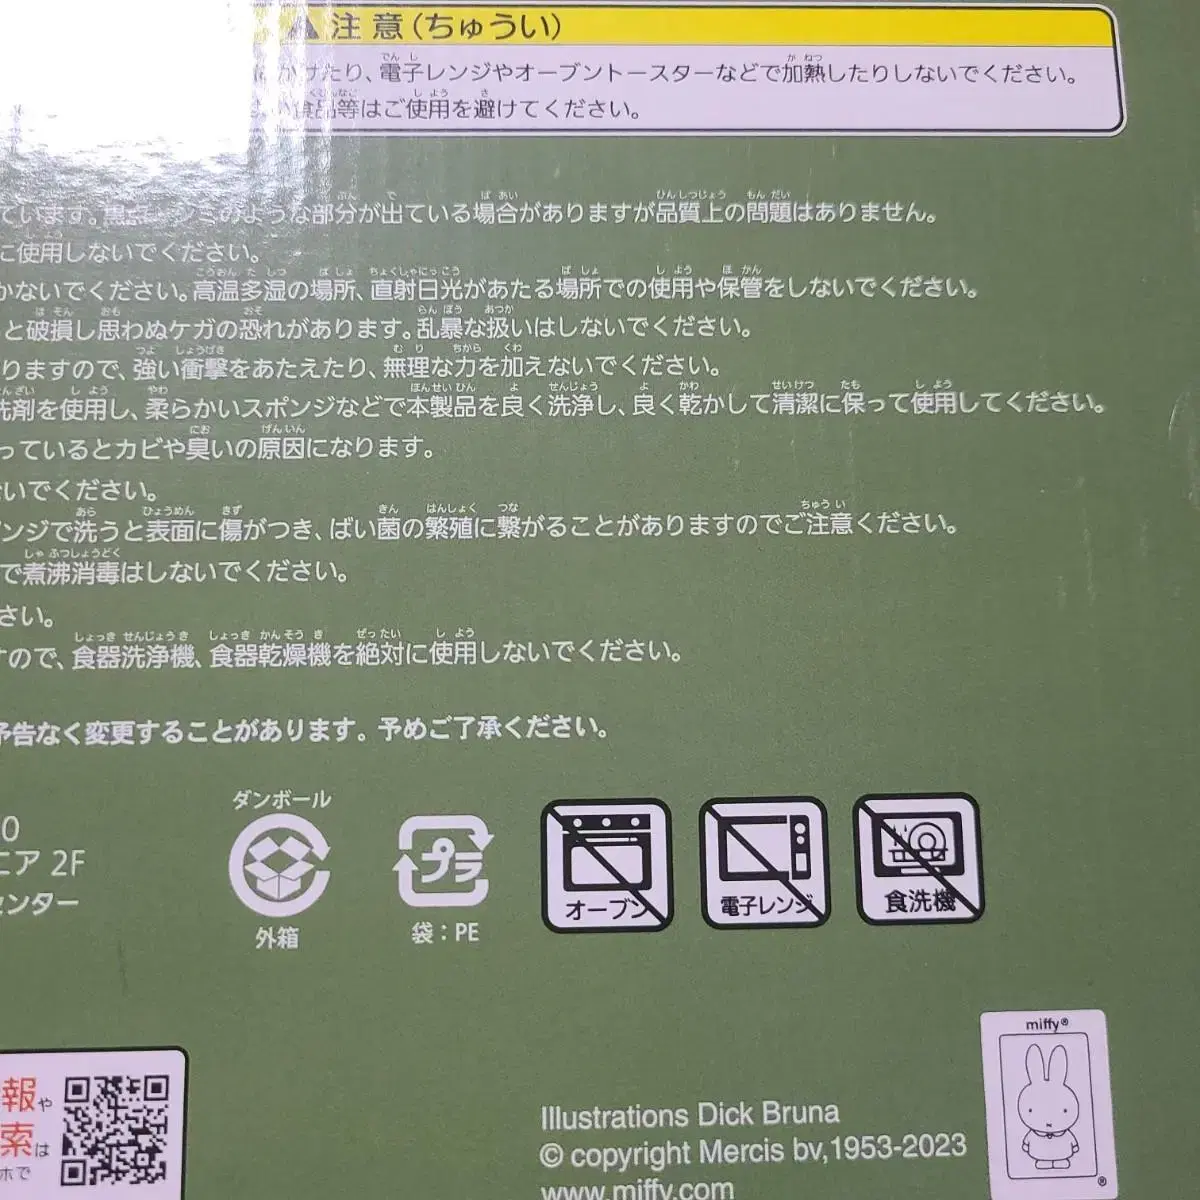 注意(ちゅうい)
たり、電子レンジやオーブントースターなどで加熱したりしないでください。
食品等はご使用を避けてください。
ています。黒点やシミのような部分が出ている場合がありますが品質上の問題はありません。
に使用しないでください。
かないでください。高温多湿の場所、直射日光があたる場所での使用や保管をしないでください。
と破損し思わぬケガの恐れがあります。乱暴な扱いはしないでください。
りますので、強い衝撃をあたえたり、無理な力を加えないでください。
洗剤を使用し、柔らかいスポンジなどで本製品を良く洗浄し、良く乾かして清潔に保って使用してください。
っているとカビや臭いの原因になります。
いでください。
ンジで洗うと表面に傷がつき、ばい菌の繁殖に繋がることがありますのでご注意ください。
で煮沸消毒はしないでください。
さい。
すので、食器洗浄機、食器乾燥機を絶対に使用しないでください。
予告なく変更することがあります。予めご了承ください。
0
ニア 2F
センター
ダンボール
外箱
プラ
袋:PE
オーブン
電子レンジ
食洗機
報や
索は
ホで
miffy®
Illustrations Dick Bruna
© copyright Mercis bv,1953-2023
www.miffy.com
®